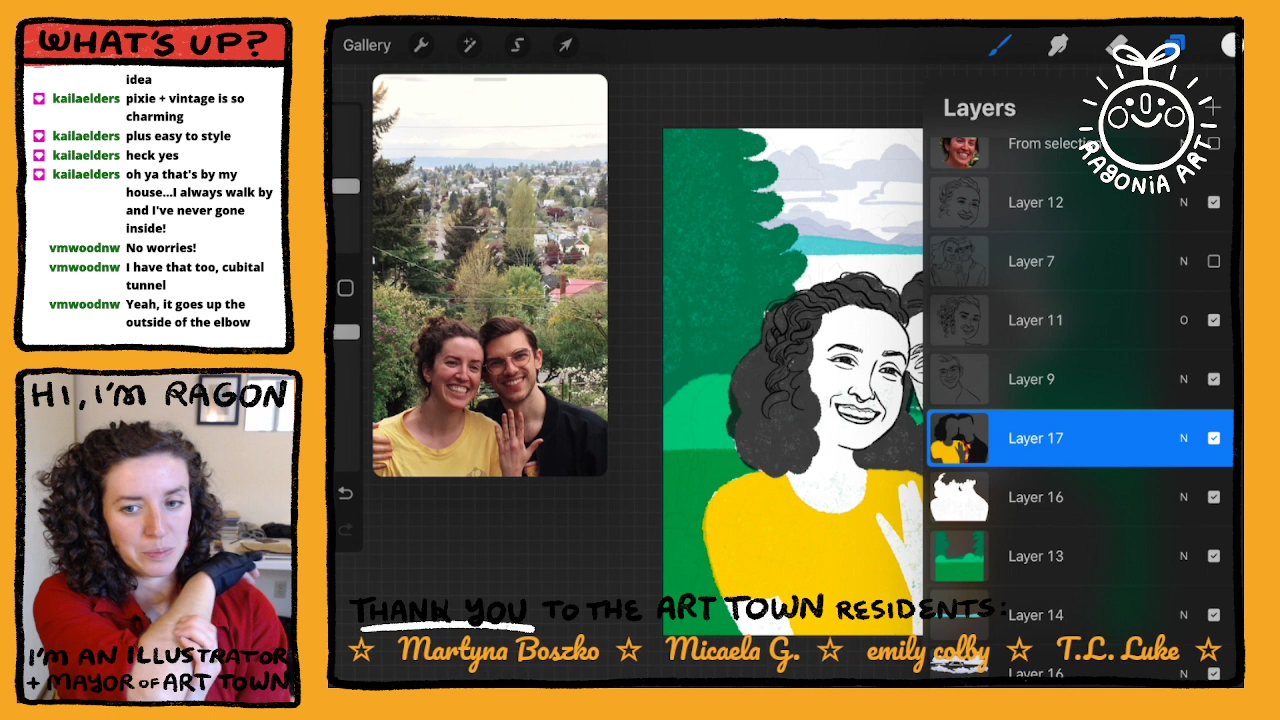 WHAT'S UP?
idea
kailaelders pixie + vintage is so
charming
kailaelders plus easy to style
kailaelders heck yes
kailaelders oh ya that's by my
house...I always walk by
and I've never gone
inside!
vmwoodnw No worries!
vmwoodnw I have that too, cubital
tunnel
vmwoodnw Yeah, it goes up the
outside of the elbow
HI, I'M RAGON
I'M AN ILLUSTRATOR
+ MAYOR OF ART TOWN
Gallery
Layers
RAGONIA ART
From selection
Layer 12 N
Layer 7 N
Layer 11 O
Layer 9 N
Layer 17 N
Layer 16 N
Layer 13 N
Layer 14 N
Layer 16 N
THANK YOU TO THE ART TOWN RESIDENTS:
☆ Martyna Boszko ☆ Micaela G. ☆ emily colby ☆ T.L. Luke ☆